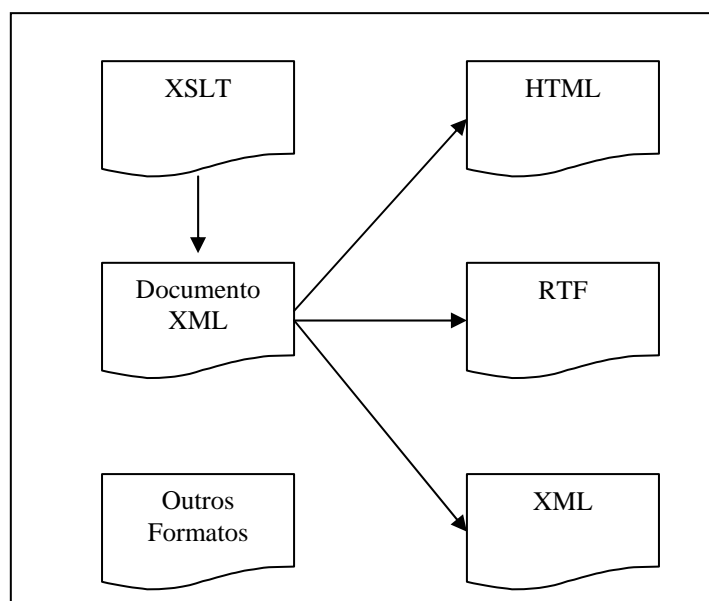 XSLT
HTML
Documento
XML
RTF
Outros
Formatos
XML